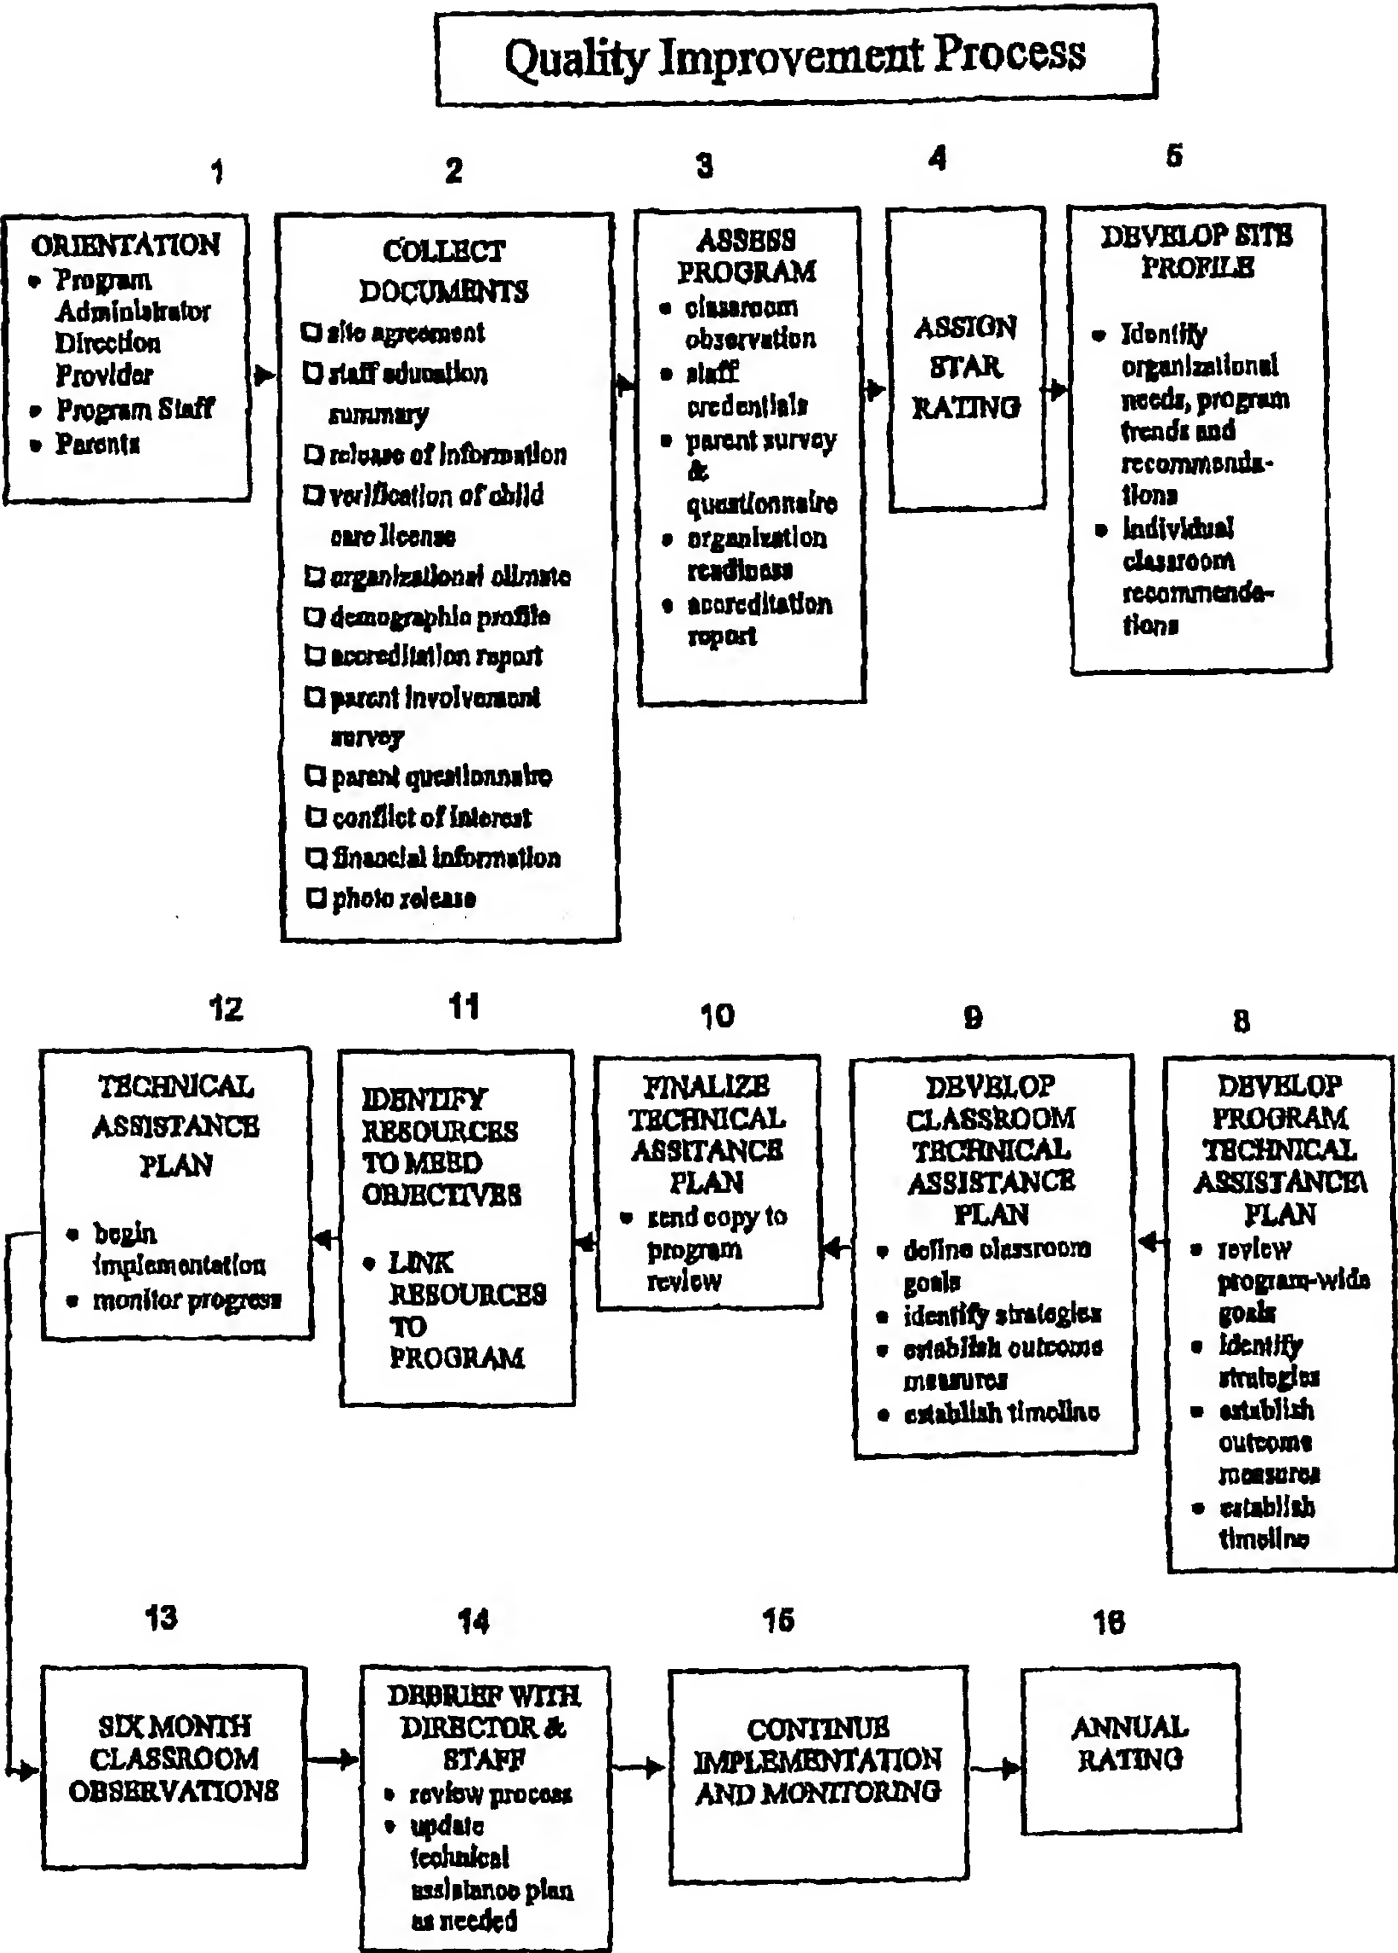 Quality Improvement Process
1
2
3
4
5
ORIENTATION
• Program
Administrator
Direction
Provider
• Program Staff
• Parents
COLLECT
DOCUMENTS
❑ site agreement
❑ staff education
summary
❑ release of information
❑ verification of child
care license
❑ organizational climate
❑ demographic profile
❑ accreditation report
❑ parent involvement
survey
❑ parent questionnaire
❑ conflict of interest
❑ financial information
❑ photo release
ASSESS
PROGRAM
• classroom
observation
• staff
credentials
• parent survey
&
questionnaire
• organization
readiness
• accreditation
report
ASSIGN
STAR
RATING
DEVELOP SITE
PROFILE
• Identify
organizational
needs, program
trends and
recommenda-
tions
• individual
classroom
recommenda-
tions
12
11
10
9
8
TECHNICAL
ASSISTANCE
PLAN
• begin
implementation
• monitor progress
IDENTIFY
RESOURCES
TO MEED
OBJECTIVES
• LINK
RESOURCES
TO
PROGRAM
FINALIZE
TECHNICAL
ASSITANCE
PLAN
• send copy to
program
review
DEVELOP
CLASSROOM
TECHNICAL
ASSISTANCE
PLAN
• define classroom
goals
• identify strategies
• establish outcome
measures
• establish timeline
DEVELOP
PROGRAM
TECHNICAL
ASSISTANCE\
PLAN
• review
program-wide
goals
• identify
strategies
• establish
outcome
measures
• establish
timeline
13
14
15
16
SIX MONTH
CLASSROOM
OBSERVATIONS
DEBRIEF WITH
DIRECTOR &
STAFF
• review process
• update
technical
assistance plan
as needed
CONTINUE
IMPLEMENTATION
AND MONITORING
ANNUAL
RATING